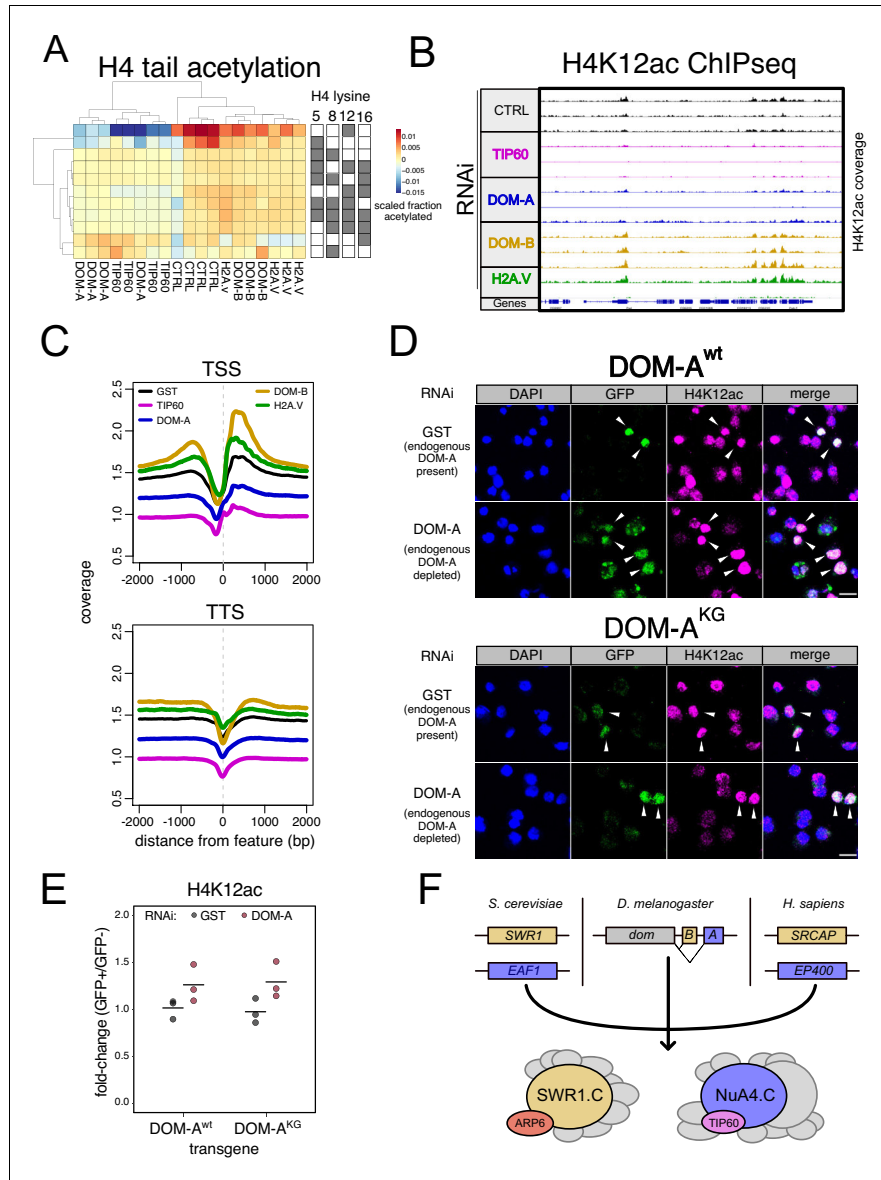 A
H4 tail acetylation
H4 lysine
5 8 12 16
0.01
0.005
0
-0.005
-0.01
-0.015
scaled fraction
acetylated
DOM-A
DOM-A
DOM-A
TIP60
TIP60
DOM-A
TIP60
TIP60
CTRL
CTRL
CTRL
CTRL
H2A.V
DOM-B
DOM-B
DOM-B
H2A.V
H2A.V
H2A.V
B
H4K12ac ChIPseq
RNAi
CTRL
TIP60
DOM-A
DOM-B
H2A.V
Genes
H4K12ac coverage
C
TSS
GST
TIP60
DOM-A
DOM-B
H2A.V
2.5
2.0
1.5
1.0
0.5
-2000 -1000 0 1000 2000
coverage
TTS
2.5
2.0
1.5
1.0
0.5
-2000 -1000 0 1000 2000
distance from feature (bp)
D
DOM-Awt
RNAi DAPI GFP H4K12ac merge
GST
(endogenous
DOM-A
present)
DOM-A
(endogenous
DOM-A
depleted)
DOM-AKG
RNAi DAPI GFP H4K12ac merge
GST
(endogenous
DOM-A
present)
DOM-A
(endogenous
DOM-A
depleted)
E
H4K12ac
RNAi: GST DOM-A
fold-change (GFP+/GFP-)
2.0
1.5
1.0
0.5
0.0
DOM-Awt DOM-AKG
transgene
F
S. cerevisiae D. melanogaster H. sapiens
SWR1 dom B A SRCAP
EAF1 EP400
SWR1.C
ARP6
NuA4.C
TIP60